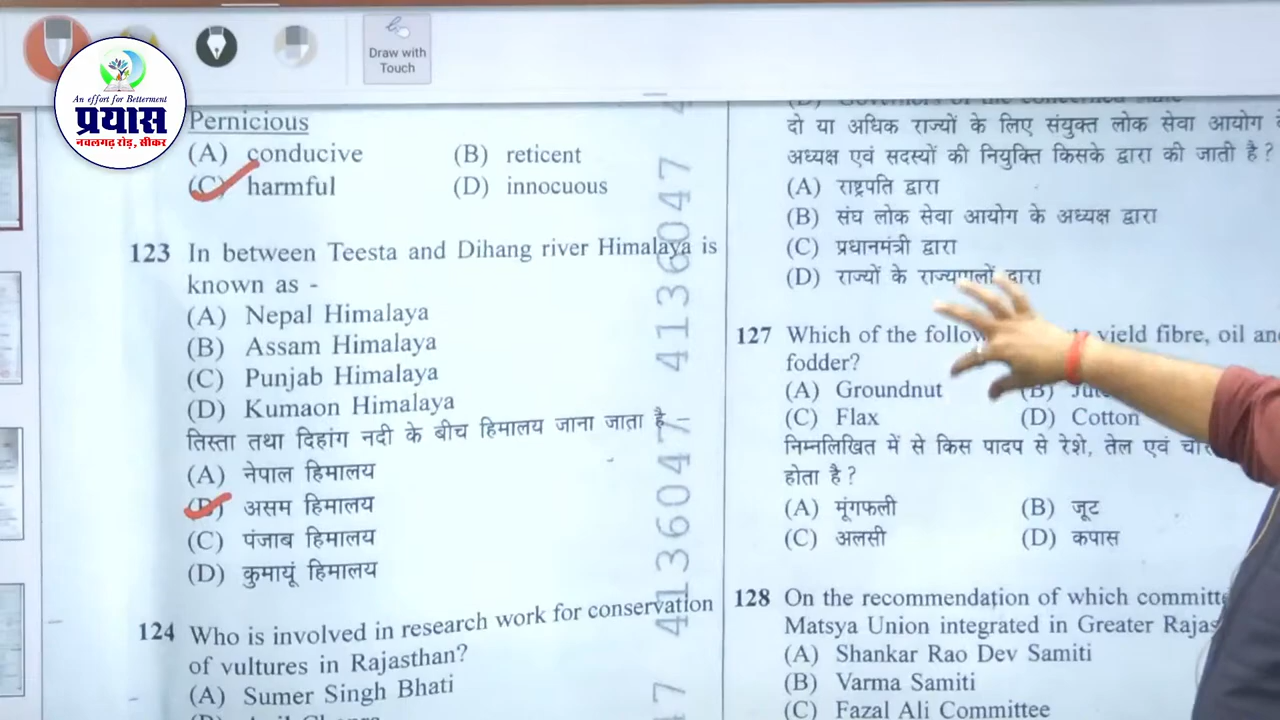 Draw with
Touch
An effort for Betterment
प्रयास
नवलगढ़ रोड़, सीकर
Pernicious
(A) conducive (B) reticent
(C) harmful (D) innocuous
123 In between Teesta and Dihang river Himalaya is
known as -
(A) Nepal Himalaya
(B) Assam Himalaya
(C) Punjab Himalaya
(D) Kumaon Himalaya
तिस्ता तथा दिहांग नदी के बीच हिमालय जाना जाता है
(A) नेपाल हिमालय
(B) असम हिमालय
(C) पंजाब हिमालय
(D) कुमायूं हिमालय
124 Who is involved in research work for conservation
of vultures in Rajasthan?
(A) Sumer Singh Bhati
4136047
4136047
दो या अधिक राज्यों के लिए संयुक्त लोक सेवा आयोग
अध्यक्ष एवं सदस्यों की नियुक्ति किसके द्वारा की जाती है ?
(A) राष्ट्रपति द्वारा
(B) संघ लोक सेवा आयोग के अध्यक्ष द्वारा
(C) प्रधानमंत्री द्वारा
(D) राज्यों के द्वारा
127 Which of the yield fibre, oil
fodder?
(A) Groundnut (B)
(C) Flax (D) Cotton
निम्नलिखित में से किस पादप से रेशे, तेल एवं
होता है ?
(A) मूंगफली (B) जूट
(C) अलसी (D) कपास
128 On the recommendation of which
Matsya Union integrated in Greater
(A) Shankar Rao Dev Samiti
(B) Varma Samiti
(C) Fazal Ali Committee